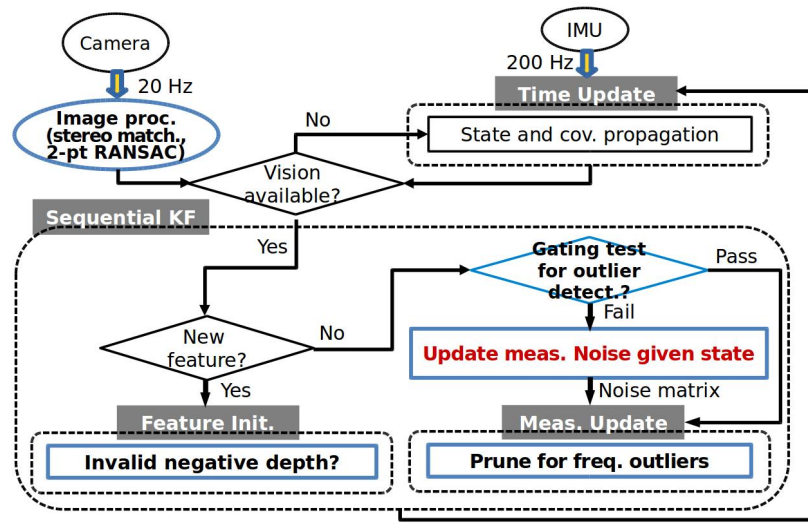 Camera
IMU
20 Hz
200 Hz
Time Update
Image proc.
(stereo match.,
2-pt RANSAC)
No
State and cov. propagation
Vision
available?
Sequential KF
Yes
Gating test
for outlier
detect.?
Pass
Fail
New
feature?
No
Update meas. Noise given state
Yes
Noise matrix
Feature Init.
Meas. Update
Invalid negative depth?
Prune for freq. outliers